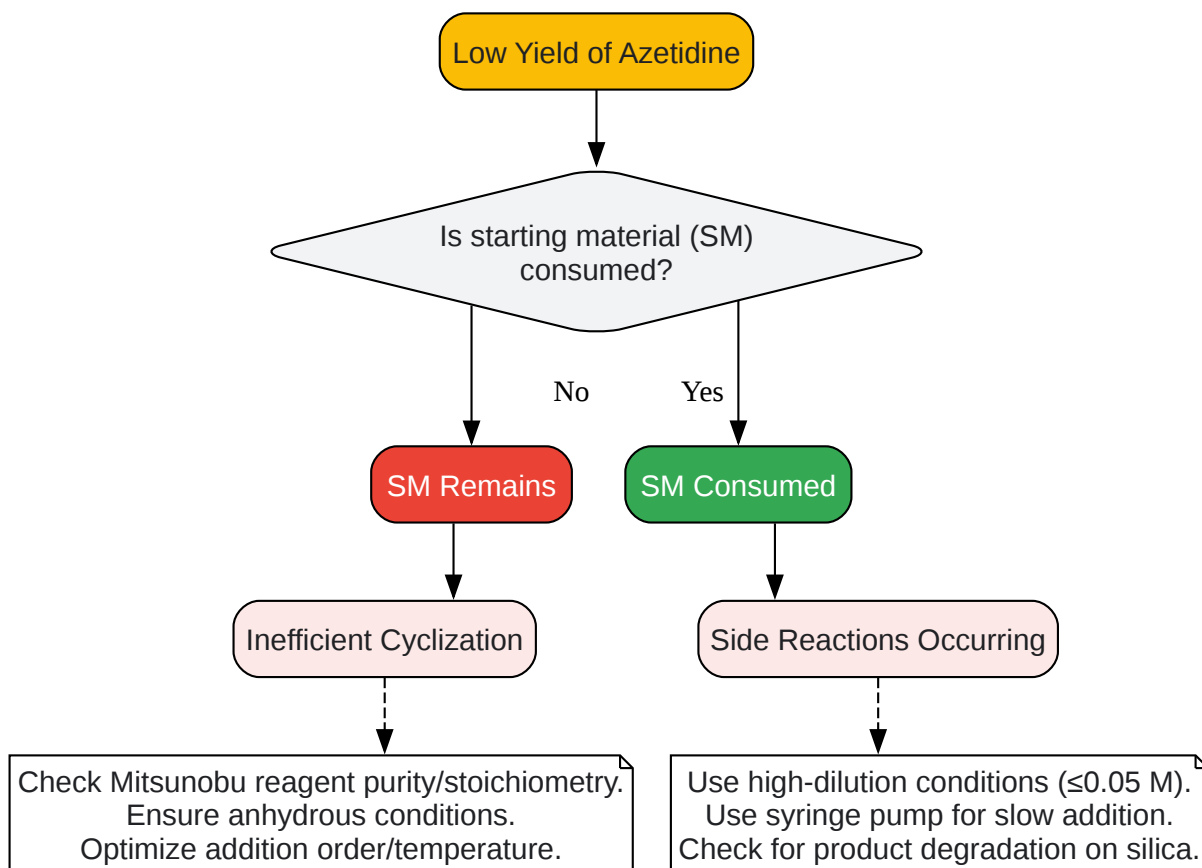 Low Yield of Azetidine
Is starting material (SM)
consumed?
No
Yes
SM Remains
SM Consumed
Inefficient Cyclization
Side Reactions Occurring
Check Mitsunobu reagent purity/stoichiometry.
Ensure anhydrous conditions.
Optimize addition order/temperature.
Use high-dilution conditions (≤0.05 M).
Use syringe pump for slow addition.
Check for product degradation on silica.